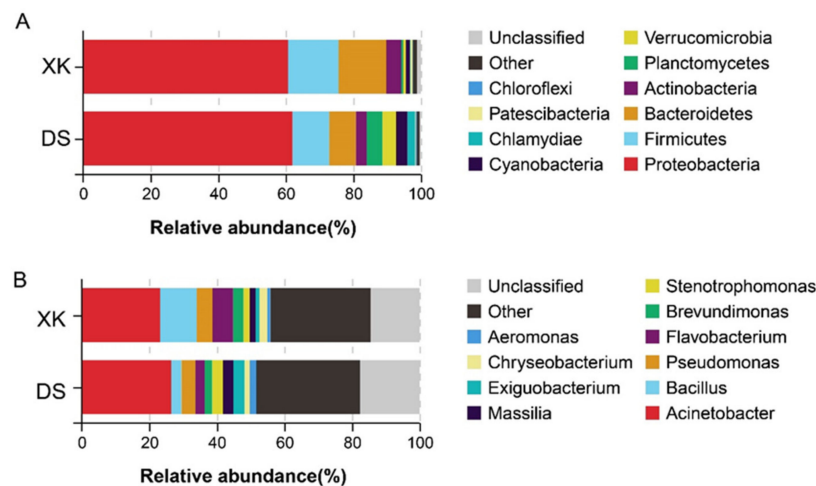 A
XK
DS
0 20 40 60 80 100
Relative abundance(%)
Unclassified
Other
Chloroflexi
Patescibacteria
Chlamydiae
Cyanobacteria
Verrucomicrobia
Planctomycetes
Actinobacteria
Bacteroidetes
Firmicutes
Proteobacteria
B
XK
DS
0 20 40 60 80 100
Relative abundance(%)
Unclassified
Other
Aeromonas
Chryseobacterium
Exiguobacterium
Massilia
Stenotrophomonas
Brevundimonas
Flavobacterium
Pseudomonas
Bacillus
Acinetobacter